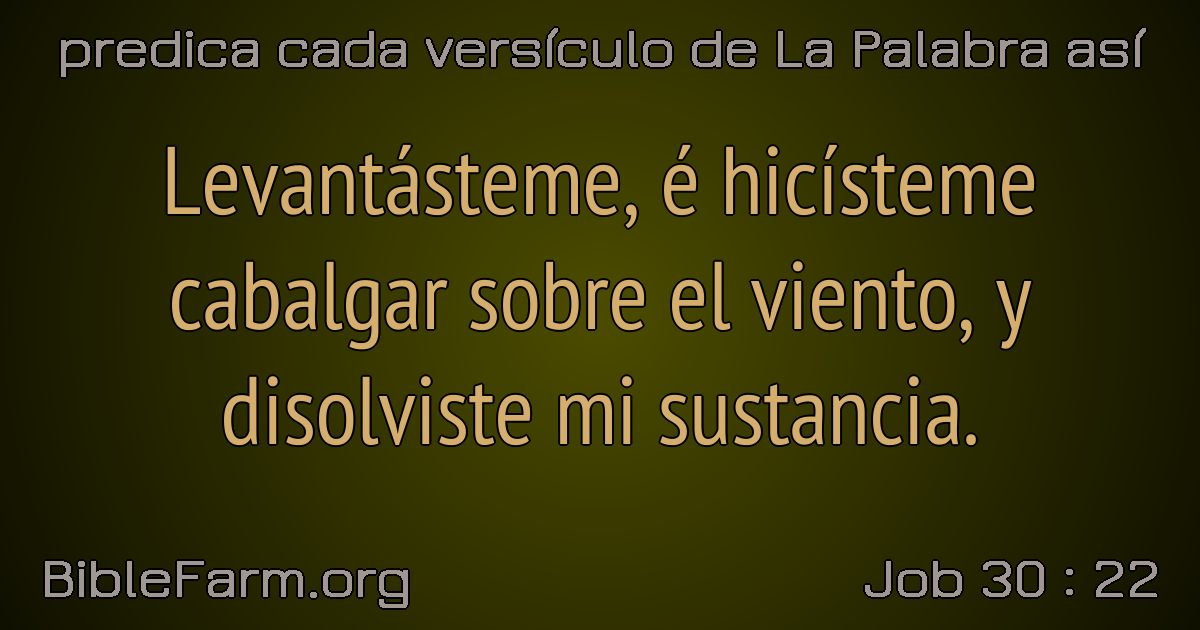 predica cada versículo de La Palabra así
Levantásteme, é hicísteme
cabalgar sobre el viento, y
disolviste mi sustancia.
BibleFarm.org
Job 30 : 22